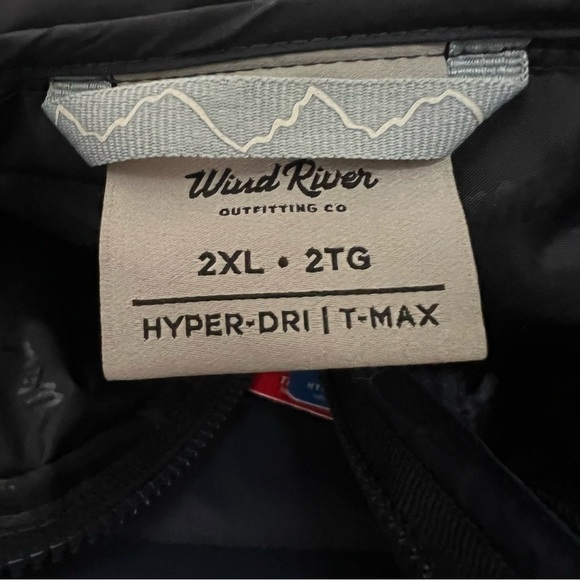 Wind River
OUTFITTING CO
2XL • 2TG
HYPER-DRI | T-MAX